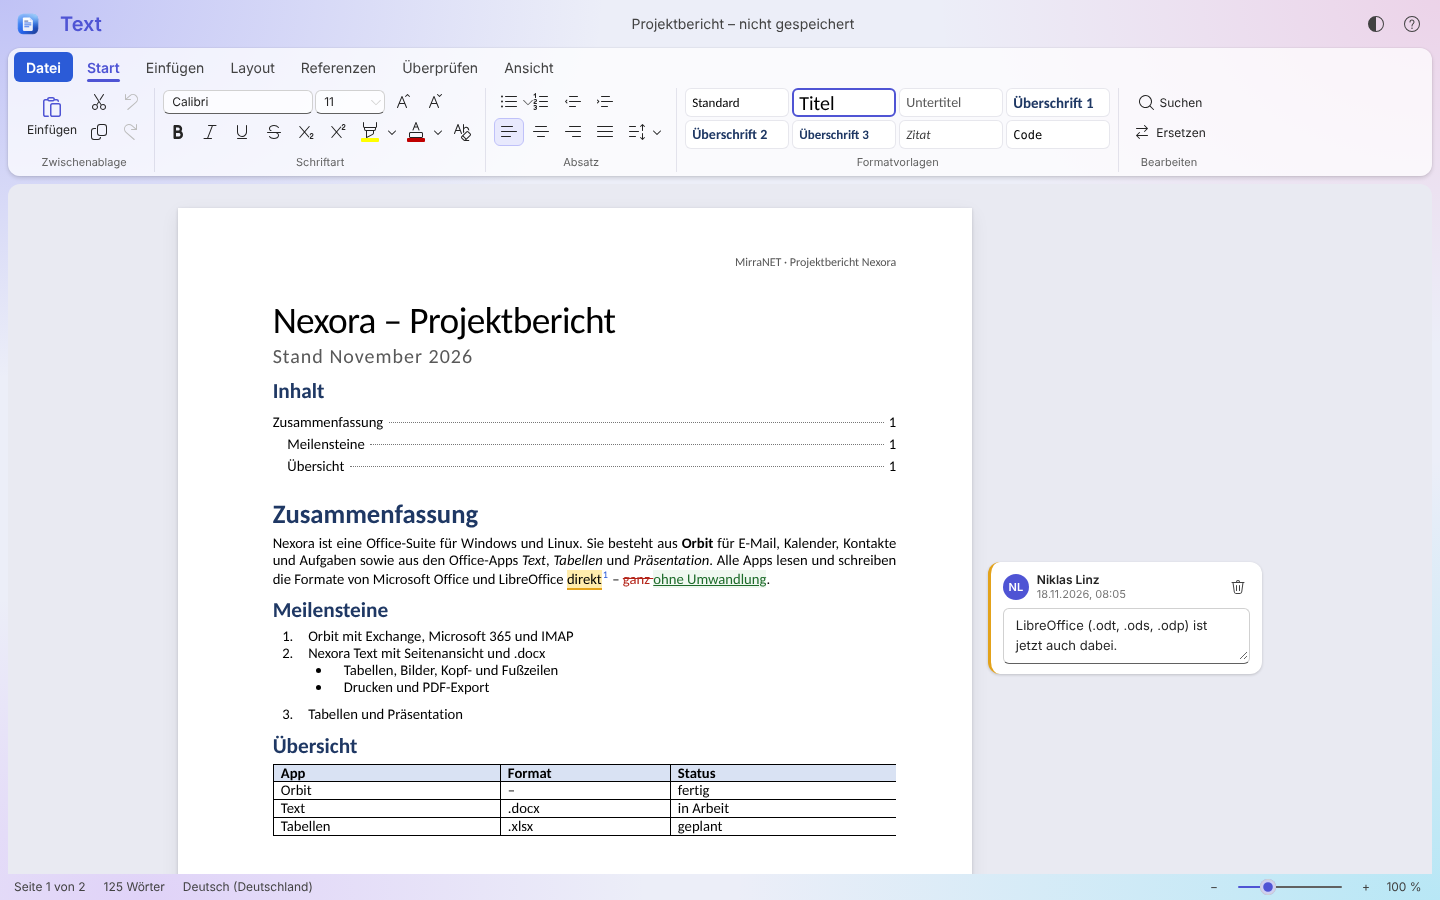 Text
Projektbericht – nicht gespeichert
Datei Start Einfügen Layout Referenzen Überprüfen Ansicht
Calibri 11
Einfügen
Zwischenablage
Schriftart
Absatz
Standard Titel Untertitel Überschrift 1
Überschrift 2 Überschrift 3 Zitat Code
Formatvorlagen
Suchen
Ersetzen
Bearbeiten
MirraNET · Projektbericht Nexora
Nexora – Projektbericht
Stand November 2026
Inhalt
Zusammenfassung 1
Meilensteine 1
Übersicht 1
Zusammenfassung
Nexora ist eine Office-Suite für Windows und Linux. Sie besteht aus Orbit für E-Mail, Kalender, Kontakte
und Aufgaben sowie aus den Office-Apps Text, Tabellen und Präsentation. Alle Apps lesen und schreiben
die Formate von Microsoft Office und LibreOffice direkt1 – ganz ohne Umwandlung.
Meilensteine
1. Orbit mit Exchange, Microsoft 365 und IMAP
2. Nexora Text mit Seitenansicht und .docx
• Tabellen, Bilder, Kopf- und Fußzeilen
• Drucken und PDF-Export
3. Tabellen und Präsentation
Übersicht
App Format Status
Orbit – fertig
Text .docx in Arbeit
Tabellen .xlsx geplant
NL Niklas Linz
18.11.2026, 08:05
LibreOffice (.odt, .ods, .odp) ist
jetzt auch dabei.
Seite 1 von 2 125 Wörter Deutsch (Deutschland)
− + 100 %